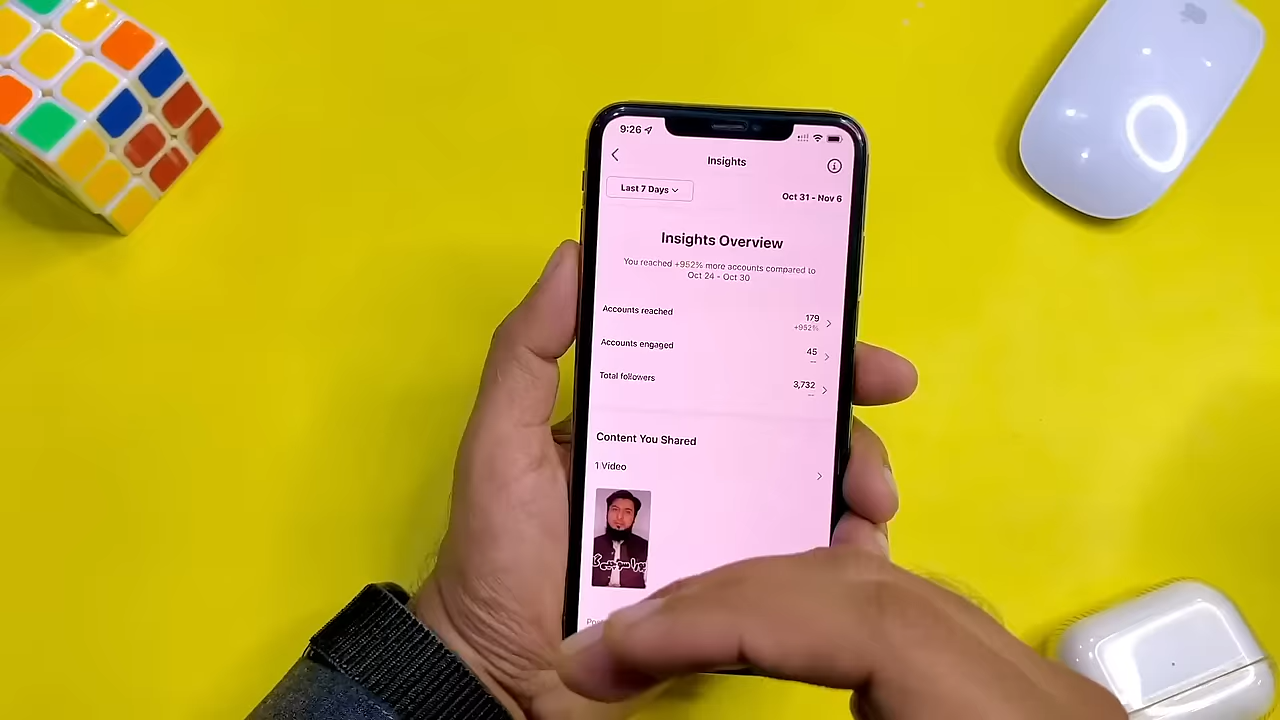 9:26
Insights
Last 7 Days
Oct 31 - Nov 6
Insights Overview
You reached +952% more accounts compared to
Oct 24 - Oct 30
Accounts reached
179
+952%
Accounts engaged
45
--
Total followers
3,732
--
Content You Shared
1 Video